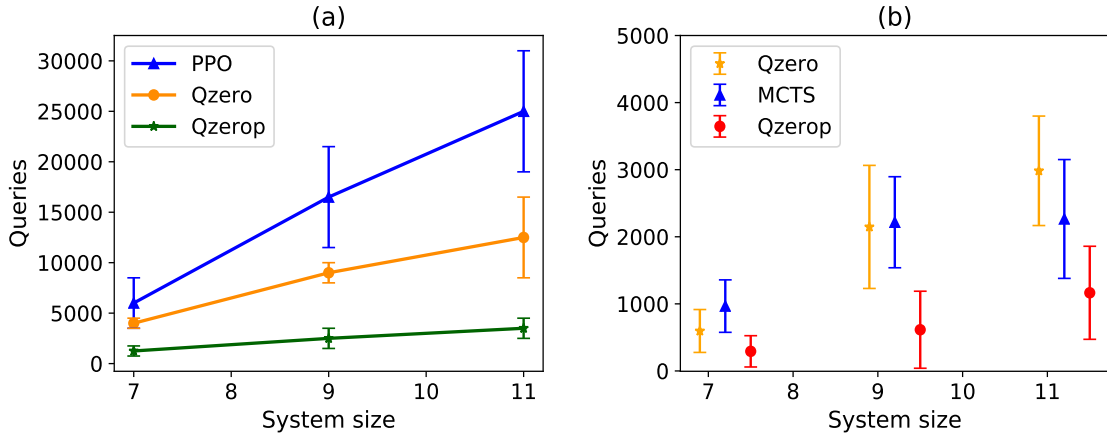 (a)
30000
25000
20000
15000
10000
5000
0
Queries
PPO
Qzero
Qzerop
7 8 9 10 11
System size
(b)
5000
4000
3000
2000
1000
0
Queries
Qzero
MCTS
Qzerop
7 8 9 10 11
System size